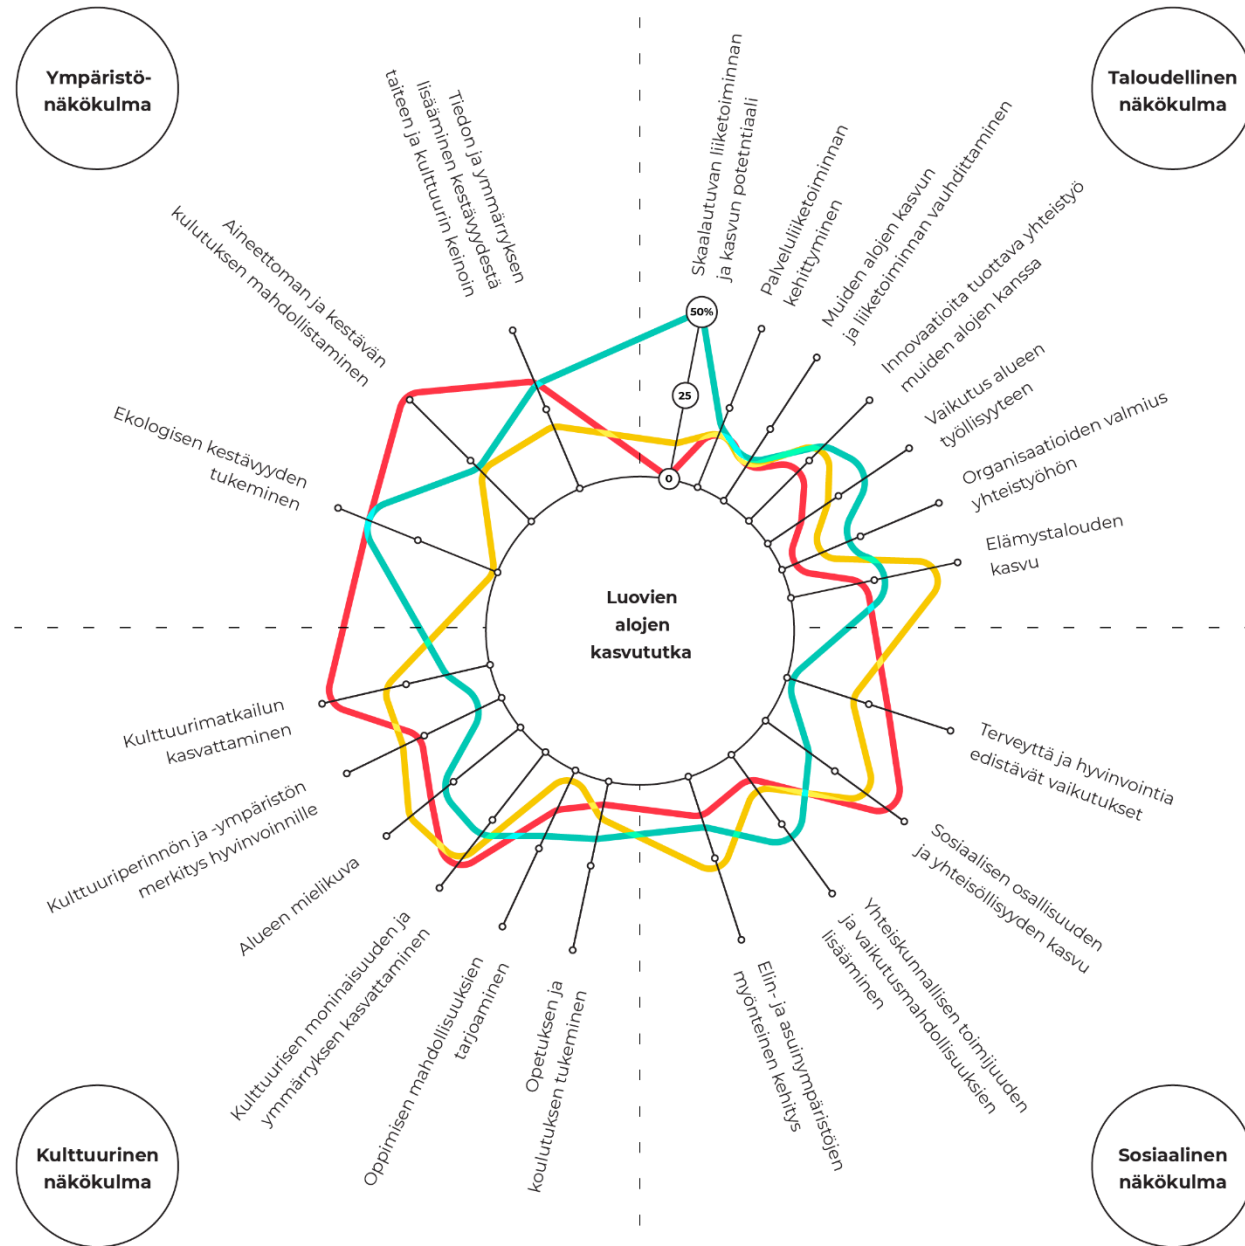 Ympäristö-
näkökulma
Taloudellinen
näkökulma
Tiedon ja ymmärryksen
lisääminen kestävyydestä
taiteen ja kulttuurin keinoin
Aineettoman ja kestävän
kulutuksen mahdollistaminen
Ekologisen kestävyyden
tukeminen
Skaalautuvan liiketoiminnan
ja kasvun potetntiaali
Palveluliiketoiminnan
kehittyminen
Muiden alojen kasvun
ja liiketoiminnan vauhdittaminen
Innovaatioita tuottava yhteistyö
muiden alojen kanssa
Vaikutus alueen
työllisyyteen
Organisaatioiden valmius
yhteistyöhön
Elämystalouden
kasvu
50%
25
0
Luovien
alojen
kasvututka
Terveyttä ja hyvinvointia
edistävät vaikutukset
Sosiaalisen osallisuuden
ja yhteisöllisyyden kasvu
Yhteiskunnallisen toimijuuden
ja vaikutusmahdollisuuksien
lisääminen
Elin- ja asuinympäristöjen
myönteinen kehitys
Opetuksen ja
koulutuksen tukeminen
Oppimisen mahdollisuuksien
tarjoaminen
Kulttuurisen moninaisuuden ja
ymmärryksen kasvattaminen
Alueen mielikuva
Kulttuuriperinnön ja -ympäristön
merkitys hyvinvoinnille
Kulttuurimatkailun
kasvattaminen
Kulttuurinen
näkökulma
Sosiaalinen
näkökulma